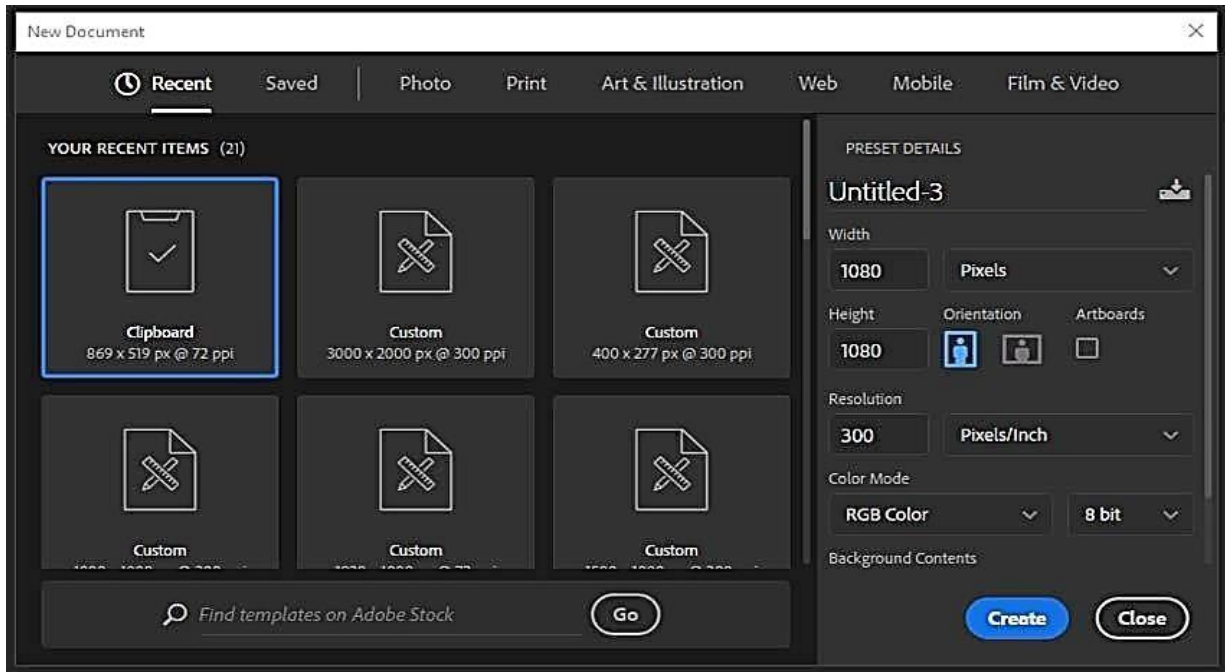 New Document
Recent Saved Photo Print Art & Illustration Web Mobile Film & Video
YOUR RECENT ITEMS (21)
Clipboard
869 x 519 px @ 72 ppi
Custom
3000 x 2000 px @ 300 ppi
Custom
400 x 277 px @ 300 ppi
Custom
Custom
Custom
Find templates on Adobe Stock
Go
PRESET DETAILS
Untitled-3
Width
1080 Pixels
Height Orientation Artboards
1080
Resolution
300 Pixels/Inch
Color Mode
RGB Color 8 bit
Background Contents
Create Close